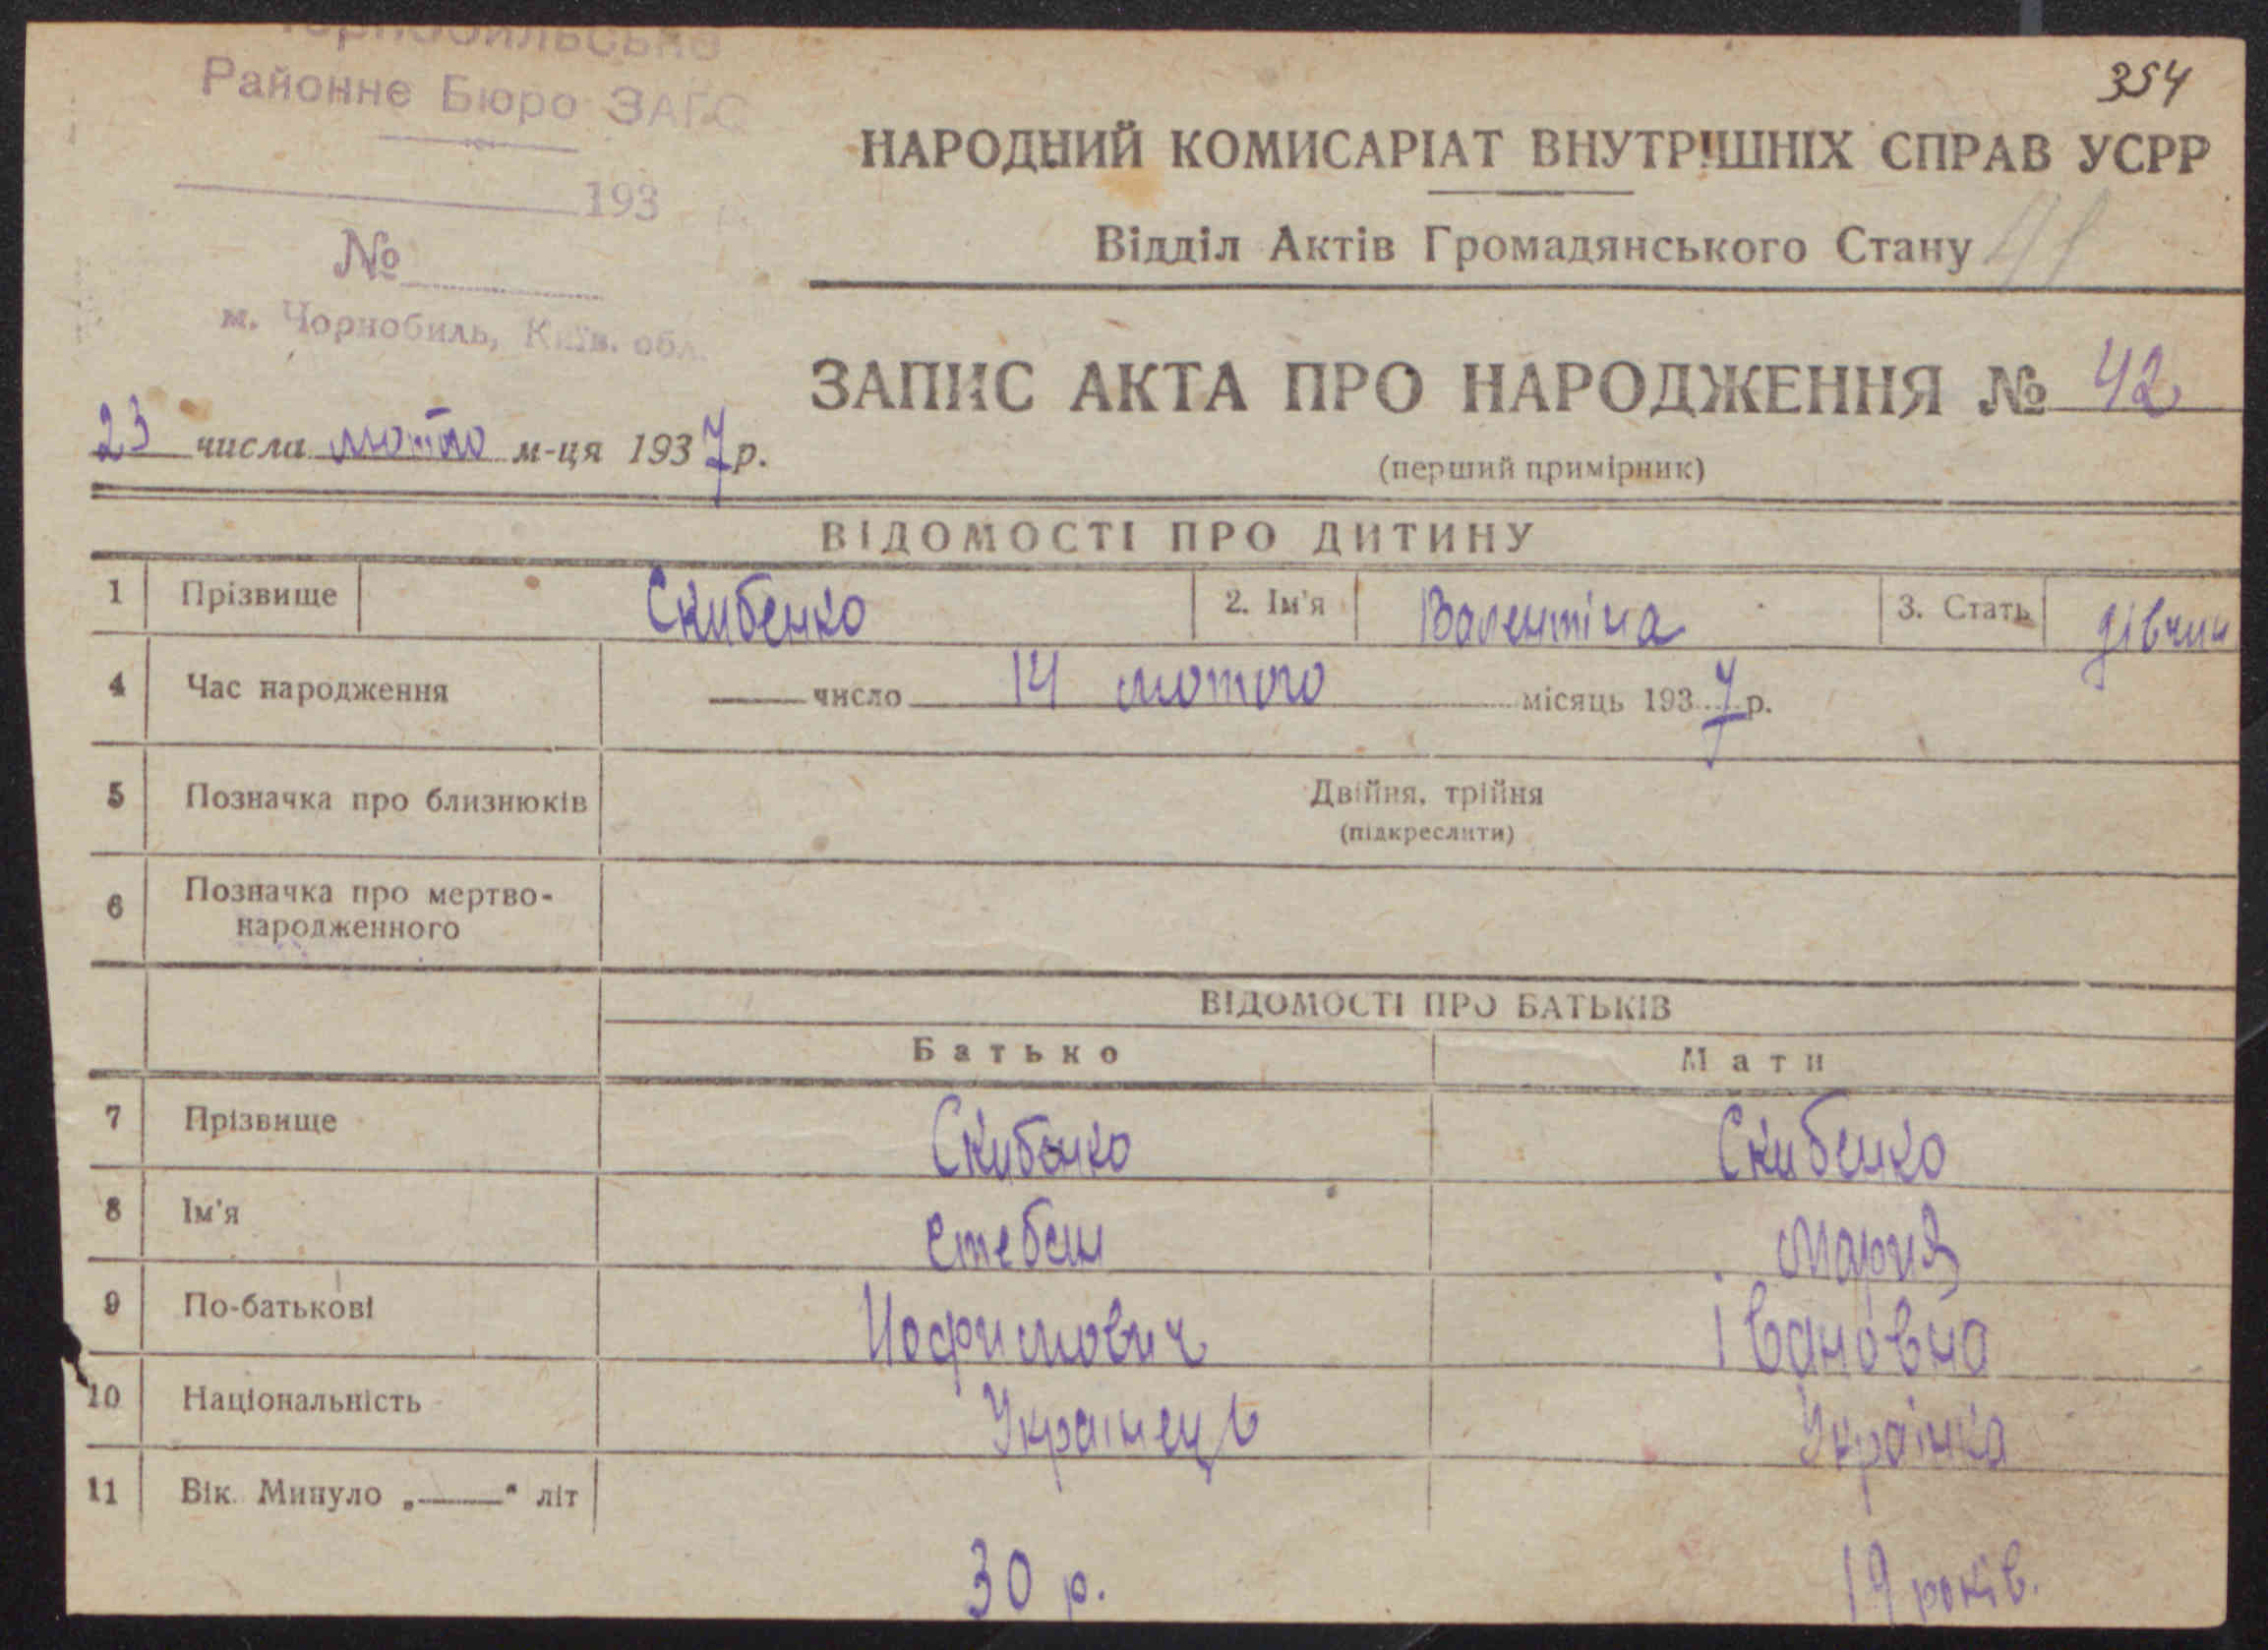 Чорнобильське
354
Районне Бюро ЗАГС
НАРОДНИЙ КОМИСАРІАТ ВНУТРІШНІХ СПРАВ УСРР
193
Відділ Актів Громадянського Стану
№
м. Чорнобиль, Київ. обл.
ЗАПИС АКТА ПРО НАРОДЖЕННЯ № 42
23 числа лютого м-ця 1937 р.
(перший примірник)
ВІДОМОСТІ ПРО ДИТИНУ
1 Прізвище Скибенко 2. Ім'я Валентіна 3. Стать дівчин
4 Час народження число 14 лютого місяць 1937 р.
5 Позначка про близнюків Двійня, трійня
(підкреслити)
6 Позначка про мертво-
народженного
ВІДОМОСТІ ПРО БАТЬКІВ
Батько Мати
7 Прізвище Скибенко Скибенко
8 Ім'я Степан Мария
9 По-батькові Іванóвна
10 Національність Українець Українка
11 Вік. Минуло „ “ літ
30 р. 19 років.